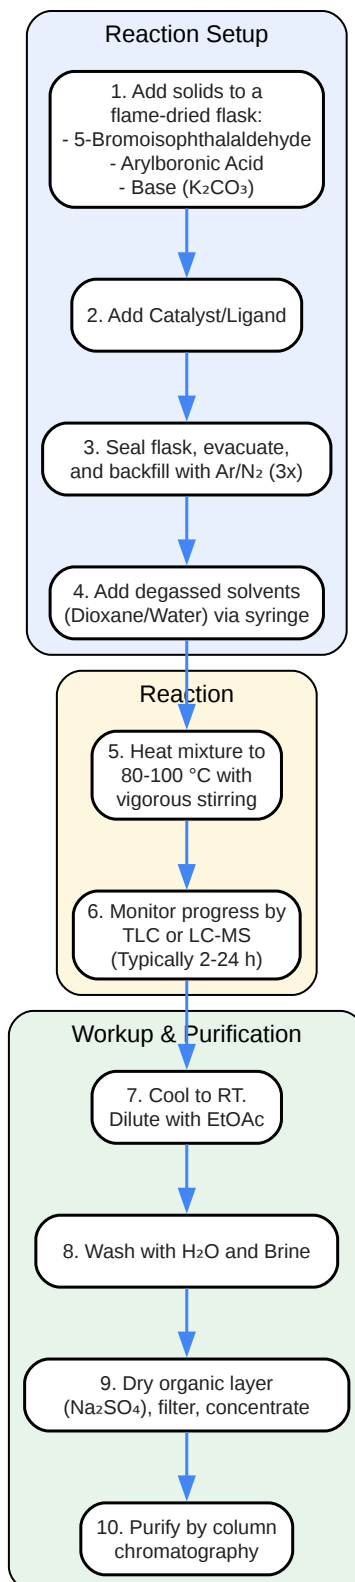 Reaction Setup
1. Add solids to a
flame-dried flask:
- 5-Bromoisophthalaldehyde
- Arylboronic Acid
- Base (K₂CO₃)
2. Add Catalyst/Ligand
3. Seal flask, evacuate,
and backfill with Ar/N₂ (3x)
4. Add degassed solvents
(Dioxane/Water) via syringe
Reaction
5. Heat mixture to
80-100 °C with
vigorous stirring
6. Monitor progress by
TLC or LC-MS
(Typically 2-24 h)
Workup & Purification
7. Cool to RT.
Dilute with EtOAc
8. Wash with H₂O and Brine
9. Dry organic layer
(Na₂SO₄), filter, concentrate
10. Purify by column
chromatography